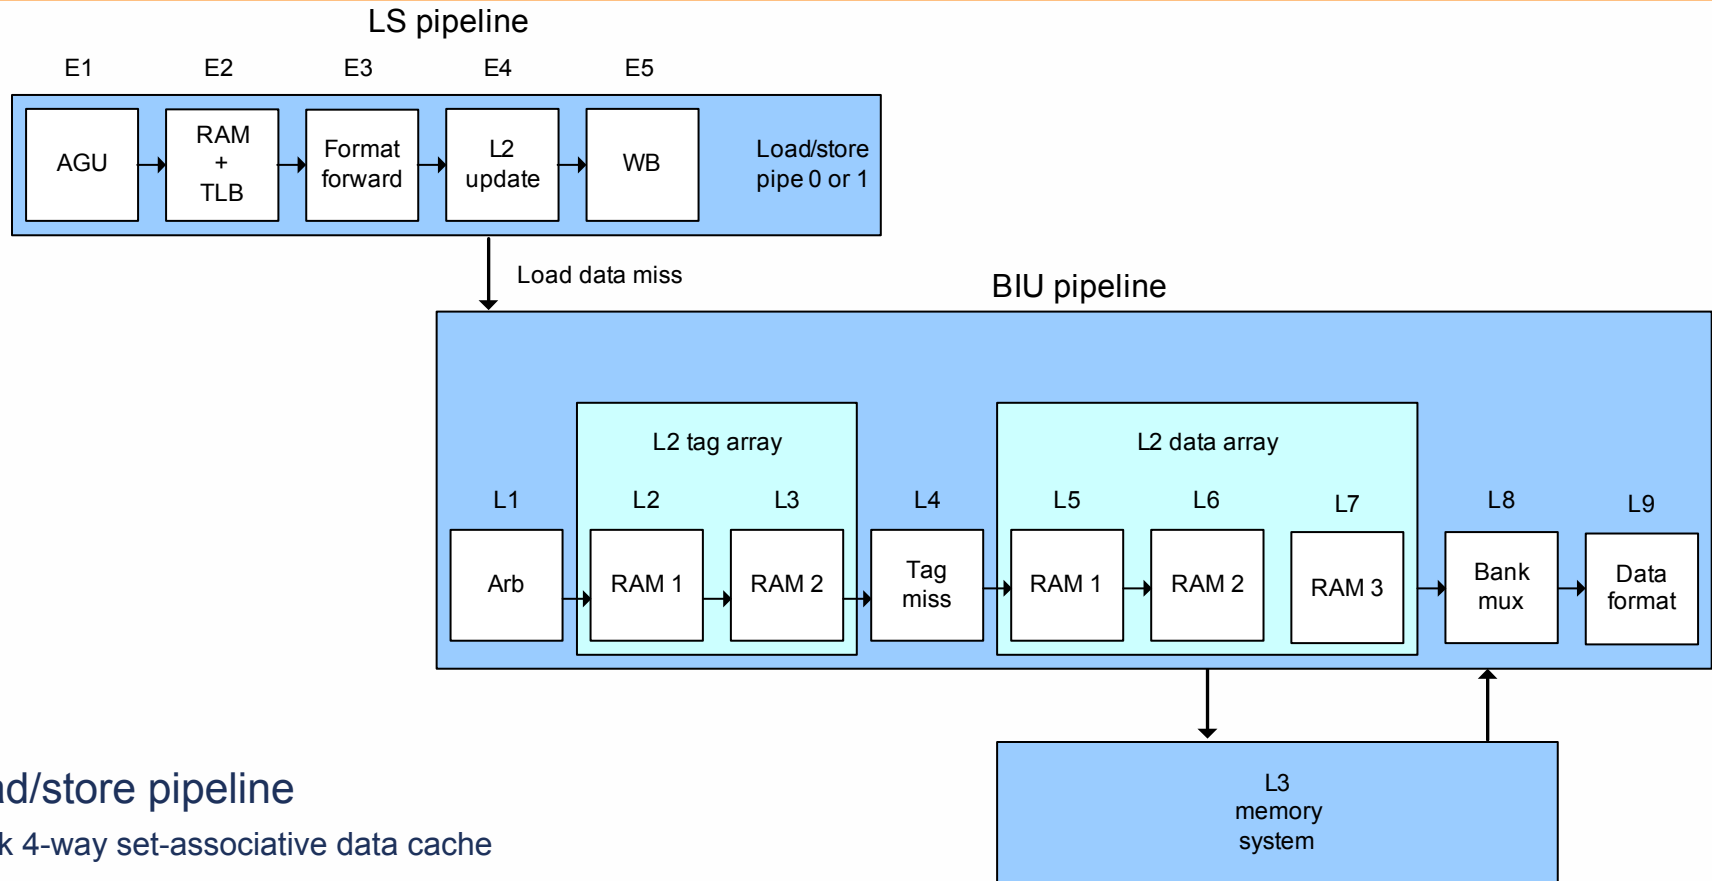 LS pipeline
E1 E2 E3 E4 E5
AGU
RAM
+
TLB
Format
forward
L2
update
WB
Load/store
pipe 0 or 1
Load data miss
BIU pipeline
L2 tag array
L2 data array
L1 L2 L3 L4 L5 L6 L7 L8 L9
Arb
RAM 1
RAM 2
Tag
miss
RAM 1
RAM 2
RAM 3
Bank
mux
Data
format
L3
memory
system
/store pipeline
4-way set-associative data cache